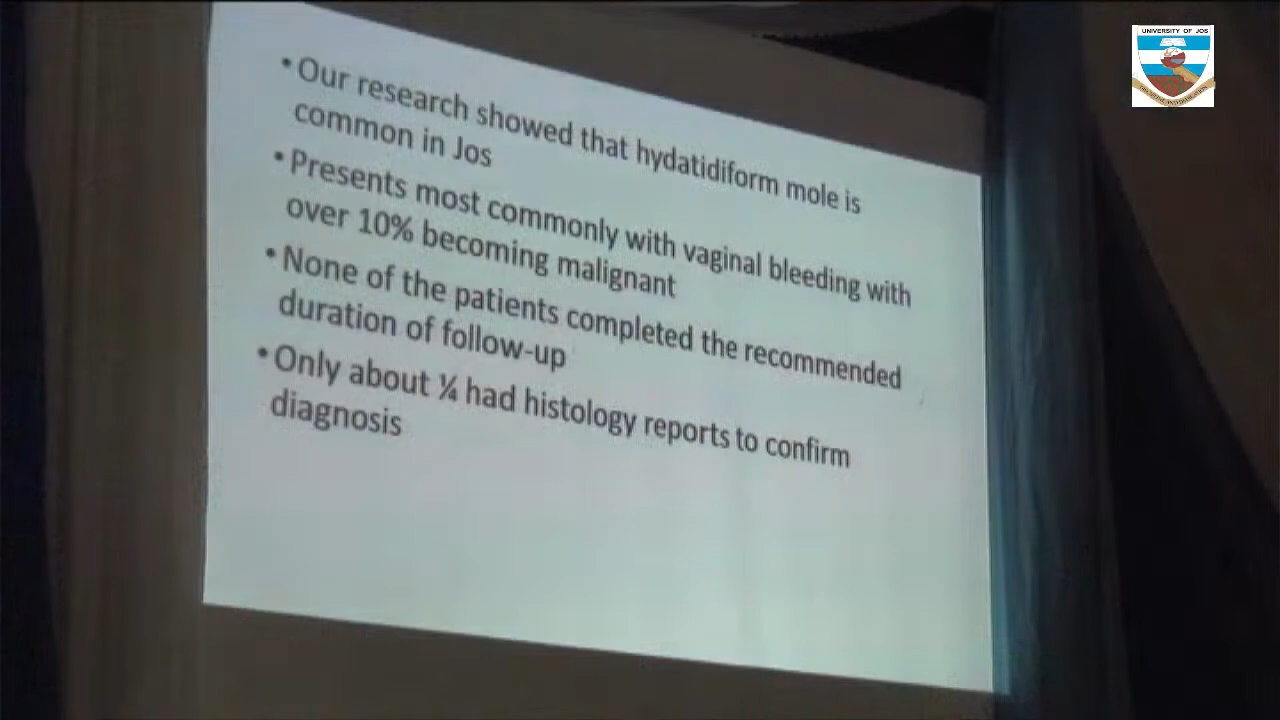 UNIVERSITY OF JOS
• Our research showed that hydatidiform mole is
common in Jos
• Presents most commonly with vaginal bleeding with
over 10% becoming malignant
• None of the patients completed the recommended
duration of follow-up
• Only about ¼ had histology reports to confirm
diagnosis